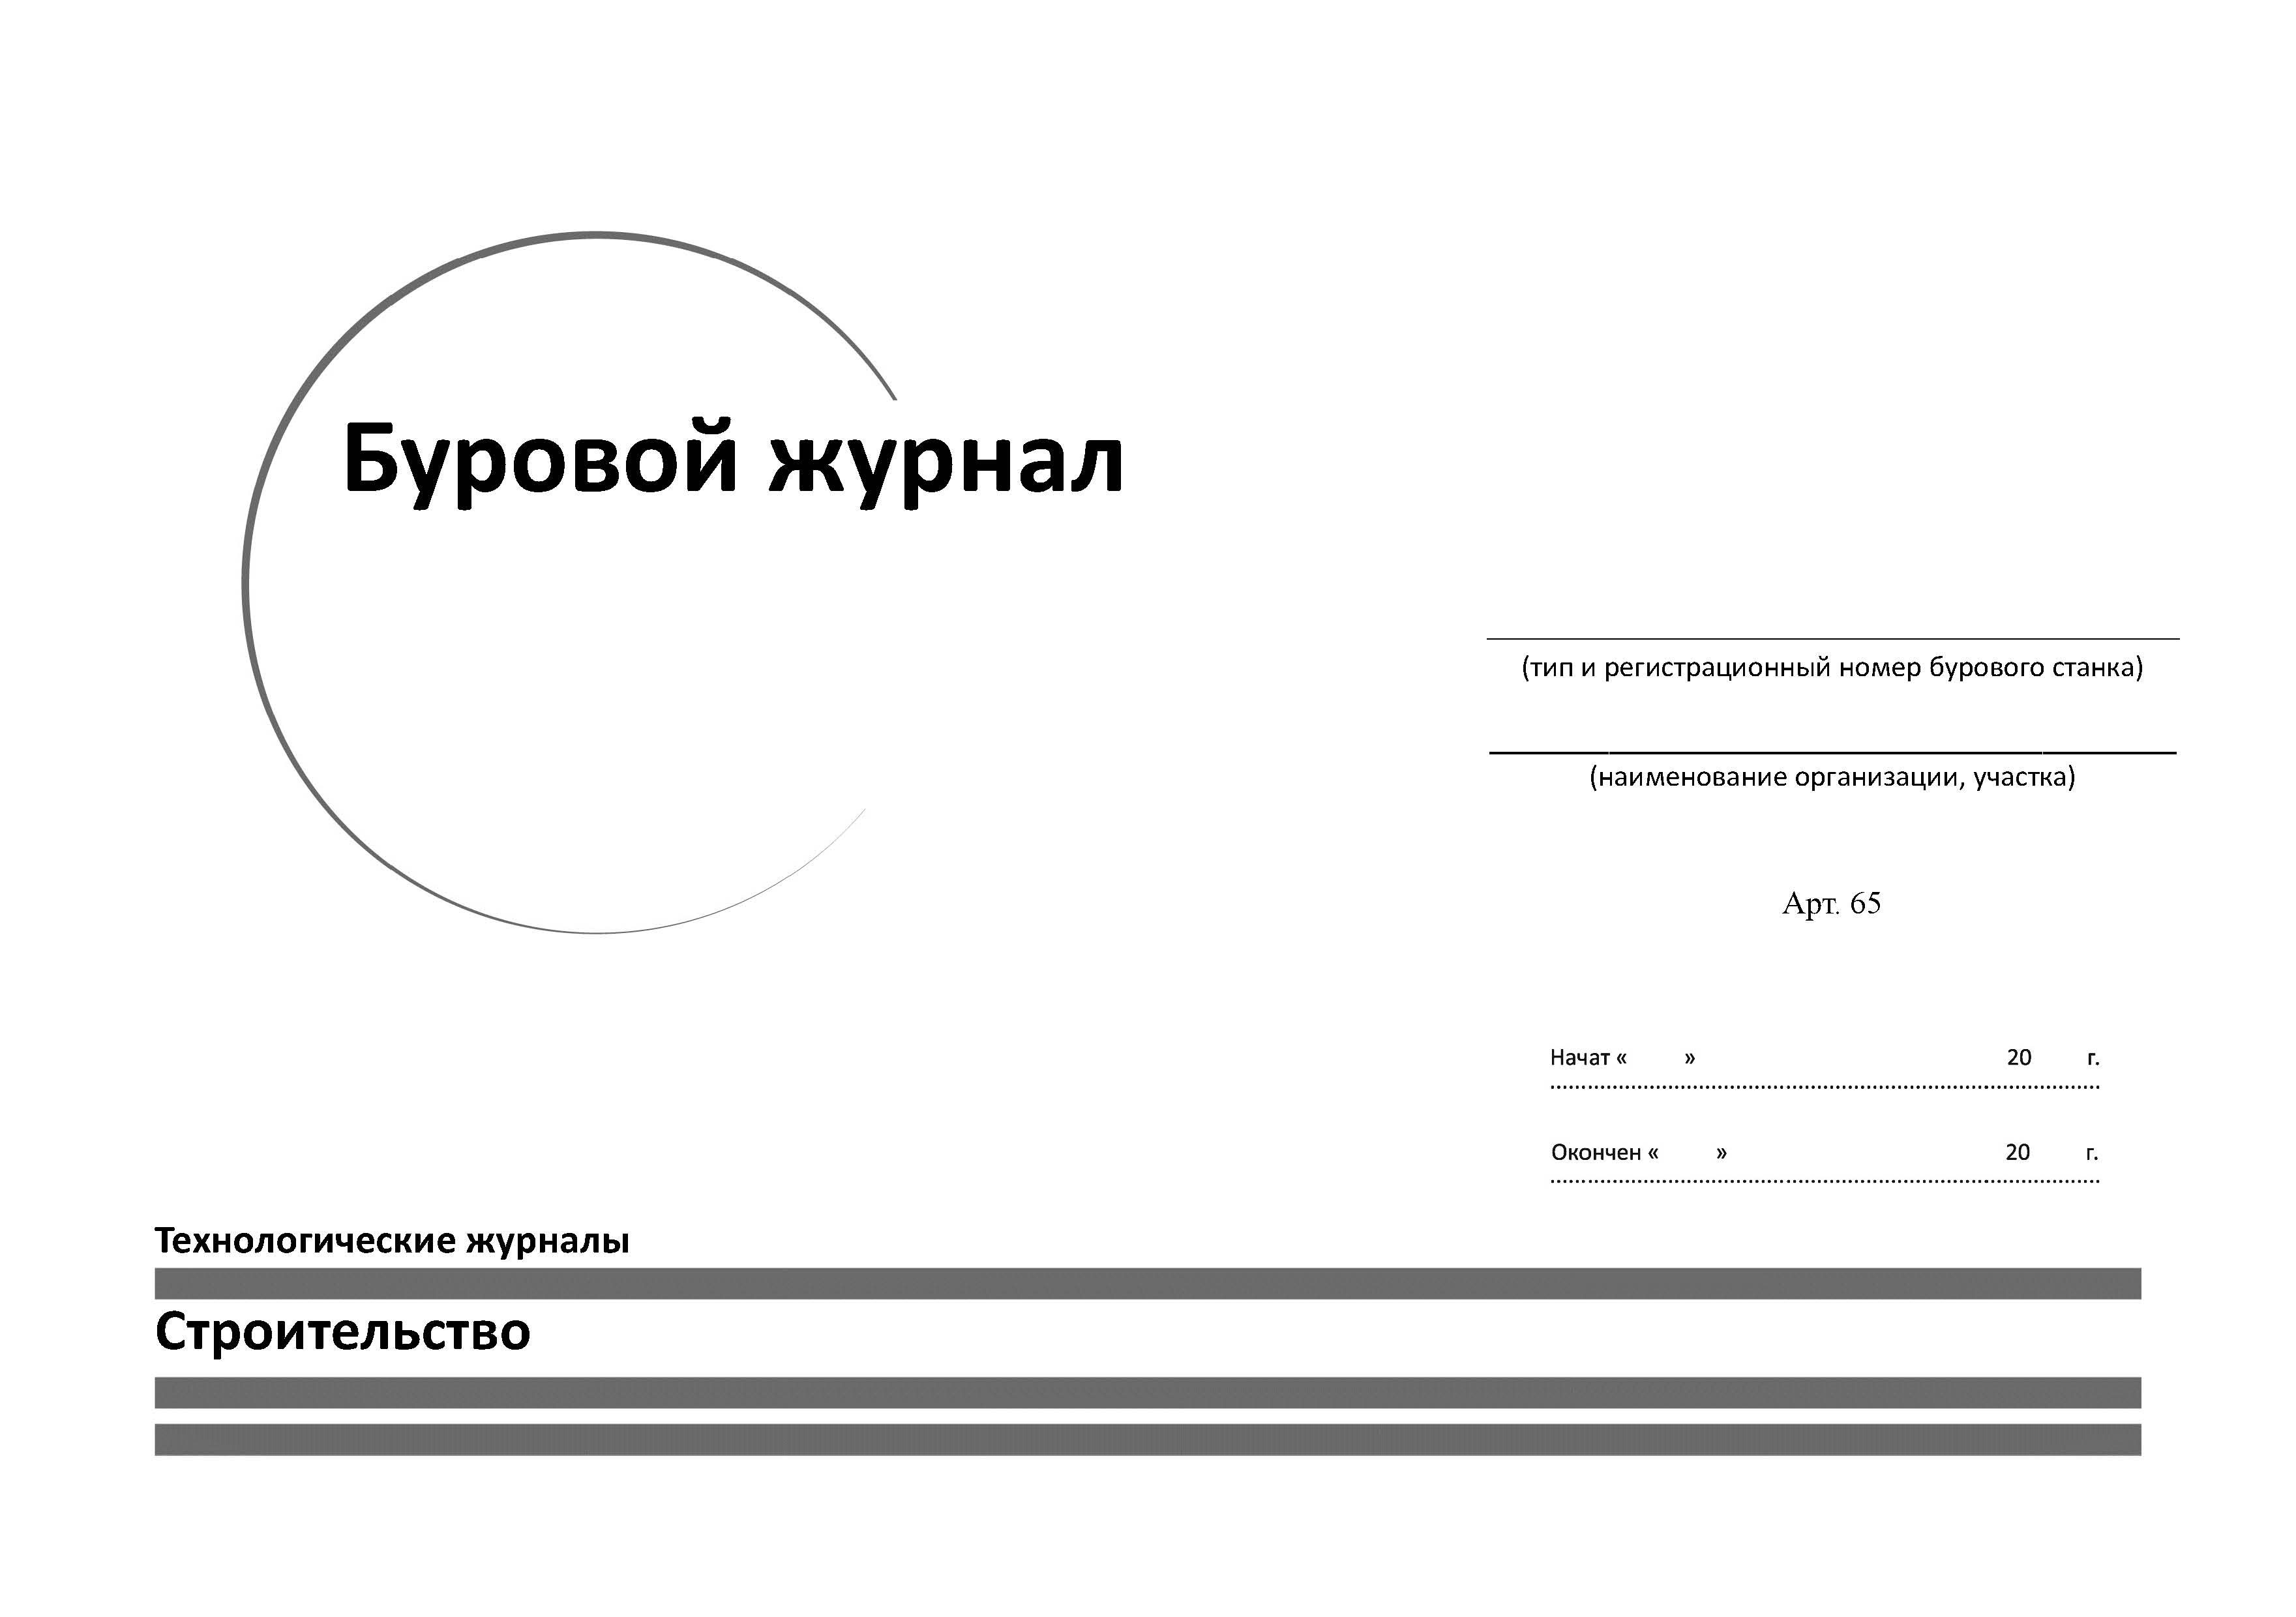 Буровой журнал
(тип и регистрационный номер бурового станка)
(наименование организации, участка)
Арт. 65
Начат « » 20 г.
Окончен « » 20 г.
Технологические журналы
Строительство